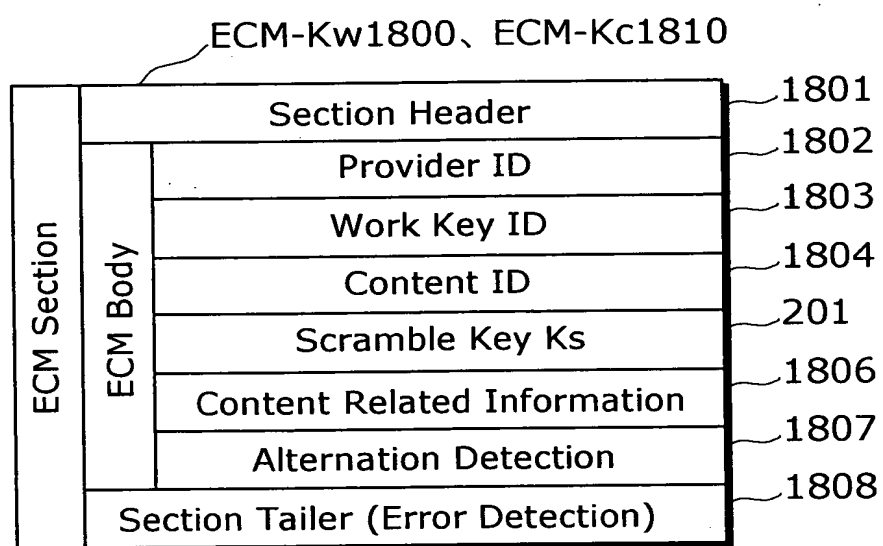 ECM-Kw1800、ECM-Kc1810
ECM Section
Section Header
1801
ECM Body
Provider ID
1802
Work Key ID
1803
Content ID
1804
Scramble Key Ks
201
Content Related Information
1806
Alternation Detection
1807
Section Tailer (Error Detection)
1808